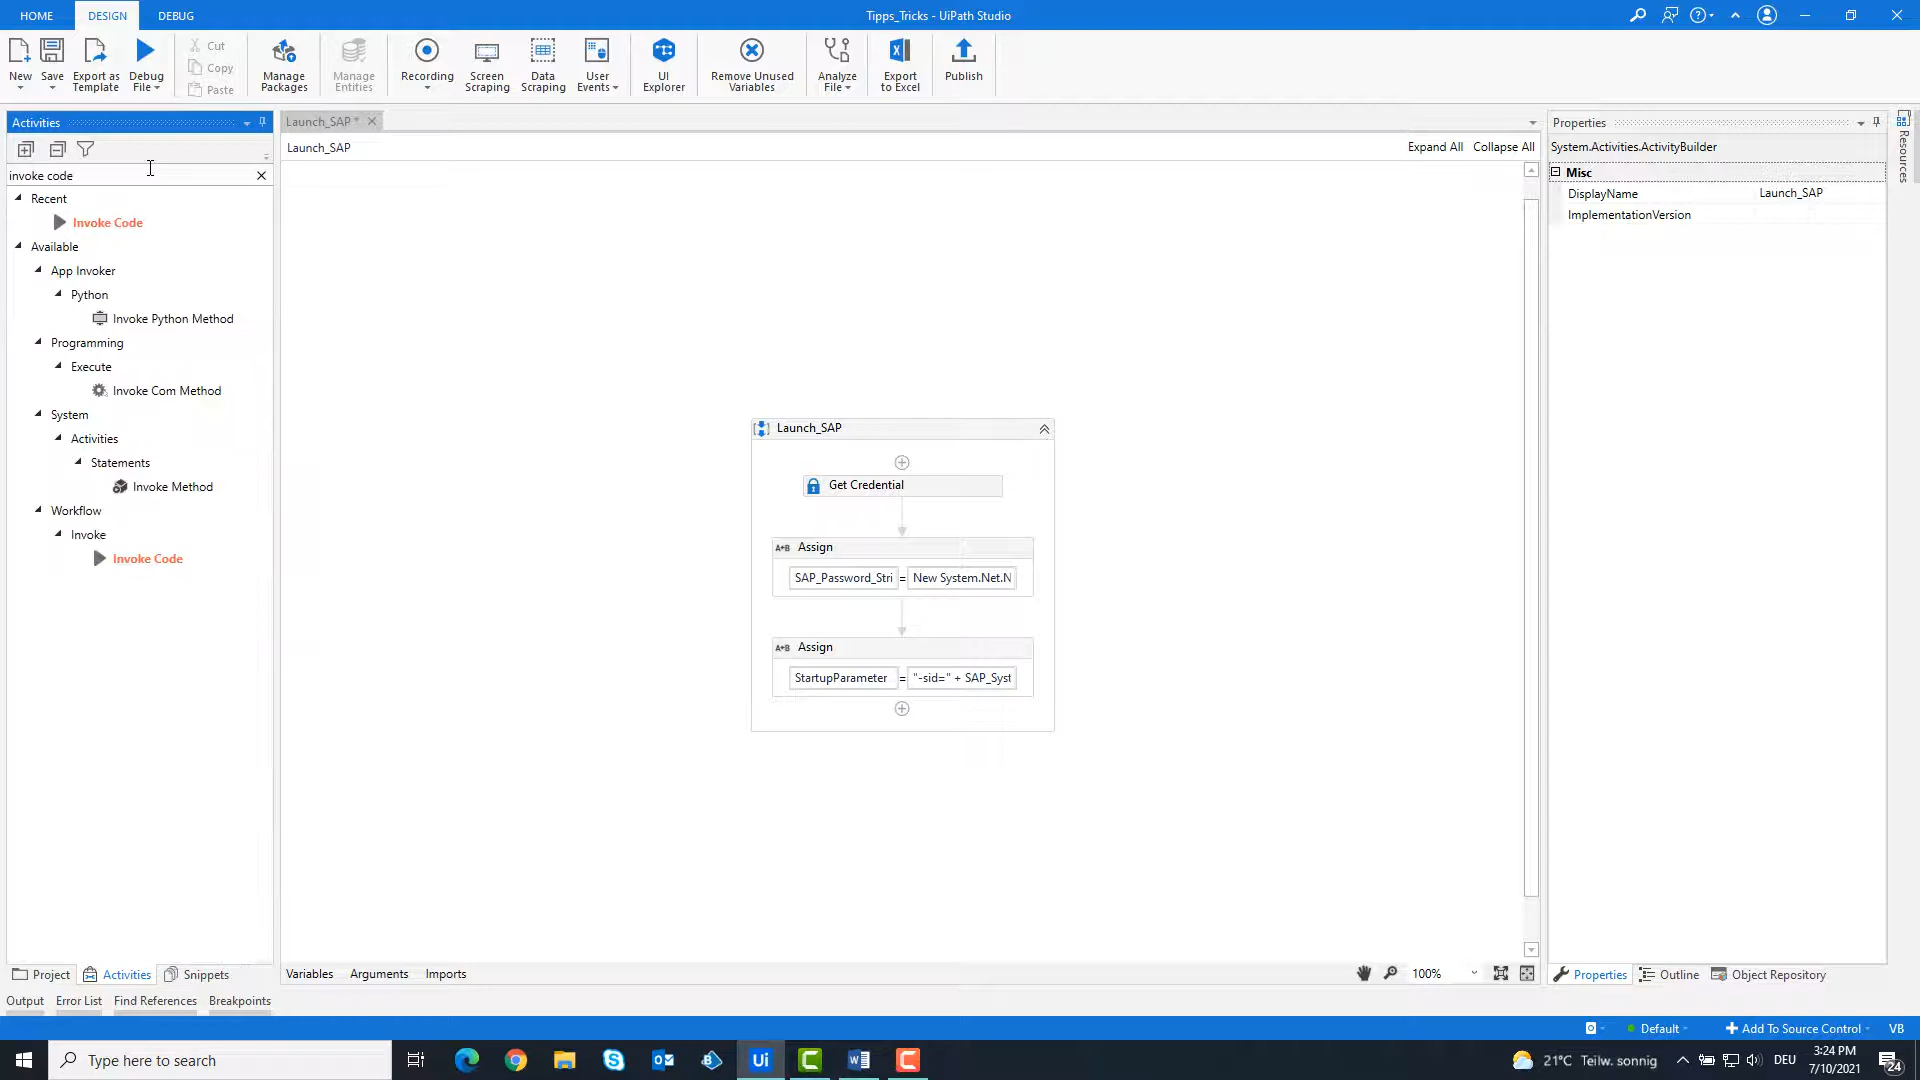 HOME DESIGN DEBUG Tipps_Tricks - UiPath Studio
New Save Export as Template Debug File Cut Copy Paste Manage Packages Manage Entities Recording Screen Scraping Data Scraping User Events UI Explorer Remove Unused Variables Analyze File Export to Excel Publish
Activities
invoke code
Recent
Invoke Code
Available
App Invoker
Python
Invoke Python Method
Programming
Execute
Invoke Com Method
System
Activities
Statements
Invoke Method
Workflow
Invoke
Invoke Code
Project Activities Snippets
Launch_SAP *
Launch_SAP Expand All Collapse All
Launch_SAP
Get Credential
A+B Assign
SAP_Password_Stri = New System.Net.N
A+B Assign
StartupParameter = "-sid=" + SAP_Syst
Variables Arguments Imports 100%
Properties
System.Activities.ActivityBuilder
Misc
DisplayName Launch_SAP
ImplementationVersion
Properties Outline Object Repository
Resources
Output Error List Find References Breakpoints
Default Add To Source Control VB
Type here to search
Ui
21°C Teilw. sonnig DEU 3:24 PM
7/10/2021 24